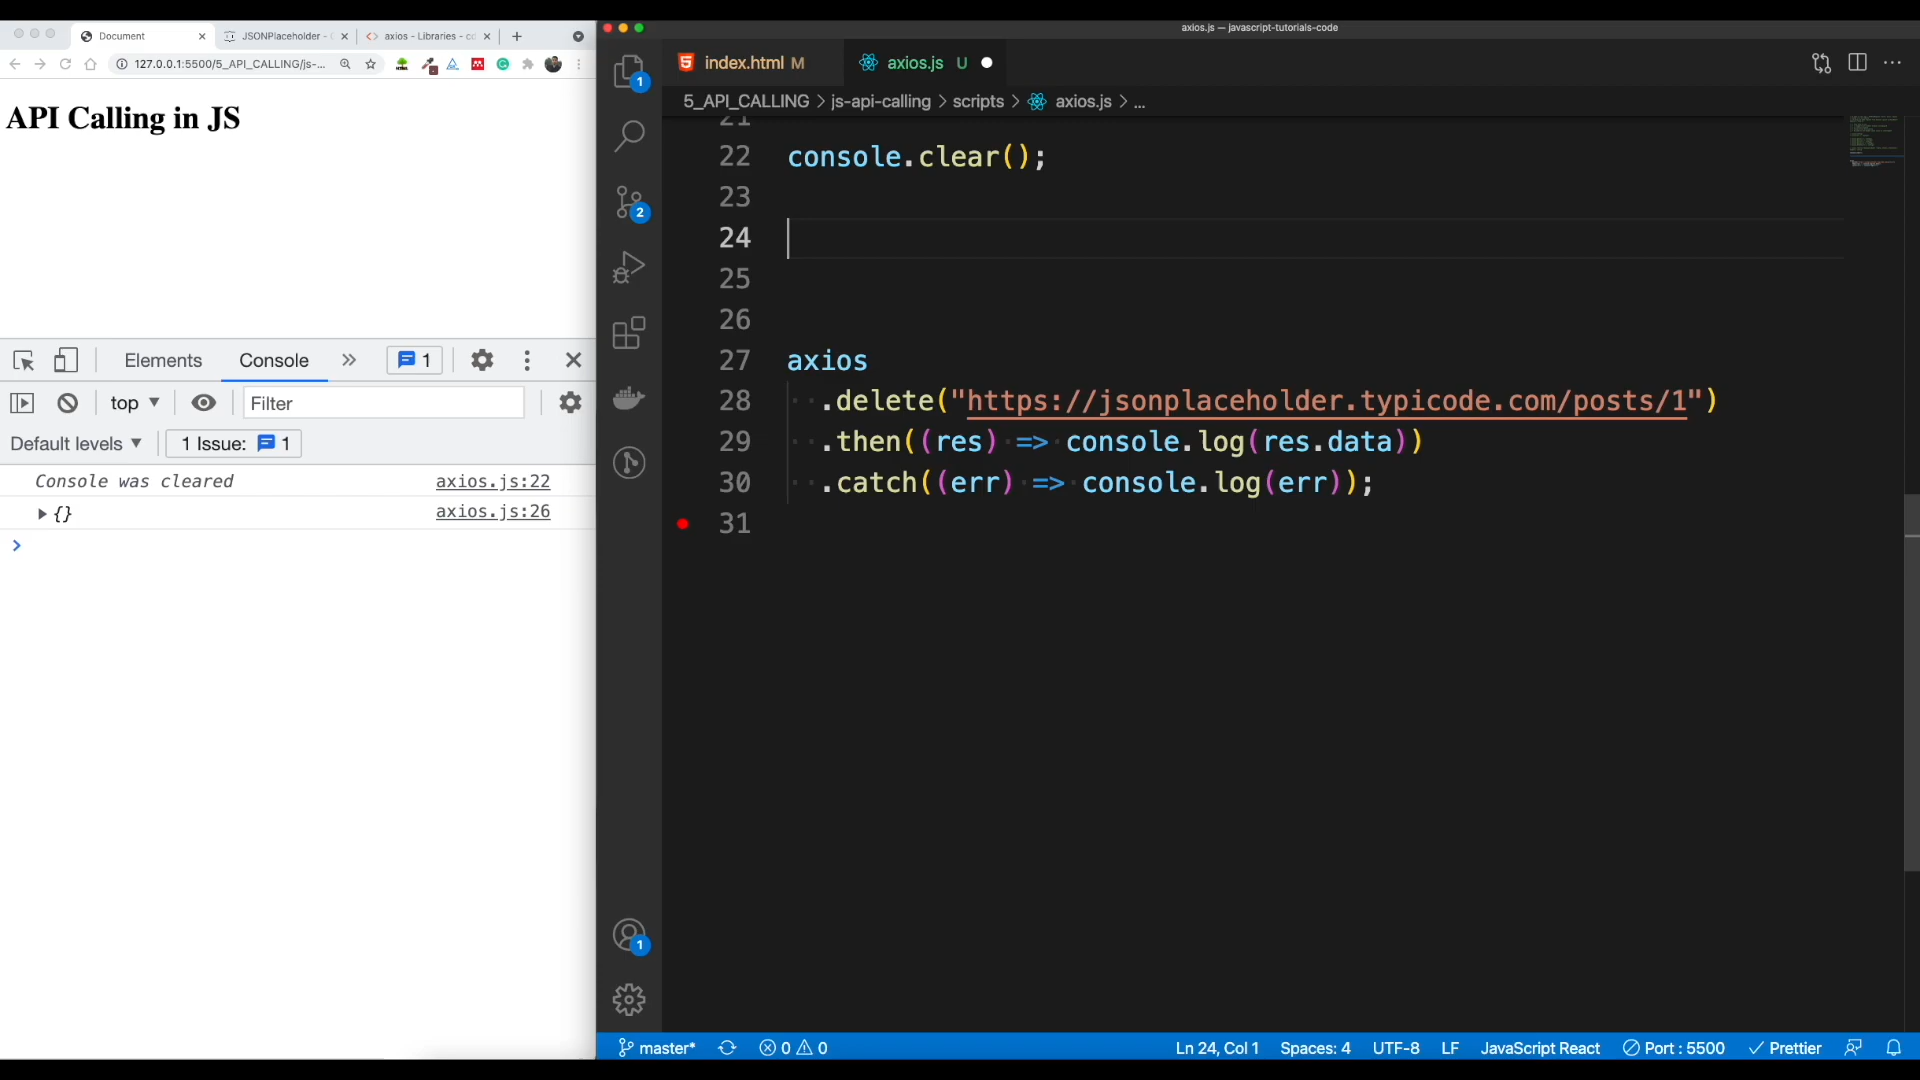 axios.js — javascript-tutorials-code
Document
JSONPlaceholder -
axios - Libraries - cd
127.0.0.1:5500/5_API_CALLING/js-...
API Calling in JS
Elements
Console
1
top
Filter
Default levels
1 Issue: 1
Console was cleared axios.js:22
{} axios.js:26
index.html M
axios.js U
5_API_CALLING > js-api-calling > scripts > axios.js > ...
1
2
1
21
22 console.clear();
23
24
25
26
27 axios
28 .delete("https://jsonplaceholder.typicode.com/posts/1")
29 .then((res) => console.log(res.data))
30 .catch((err) => console.log(err));
31
master* 0 0 Ln 24, Col 1 Spaces: 4 UTF-8 LF JavaScript React Port : 5500 Prettier